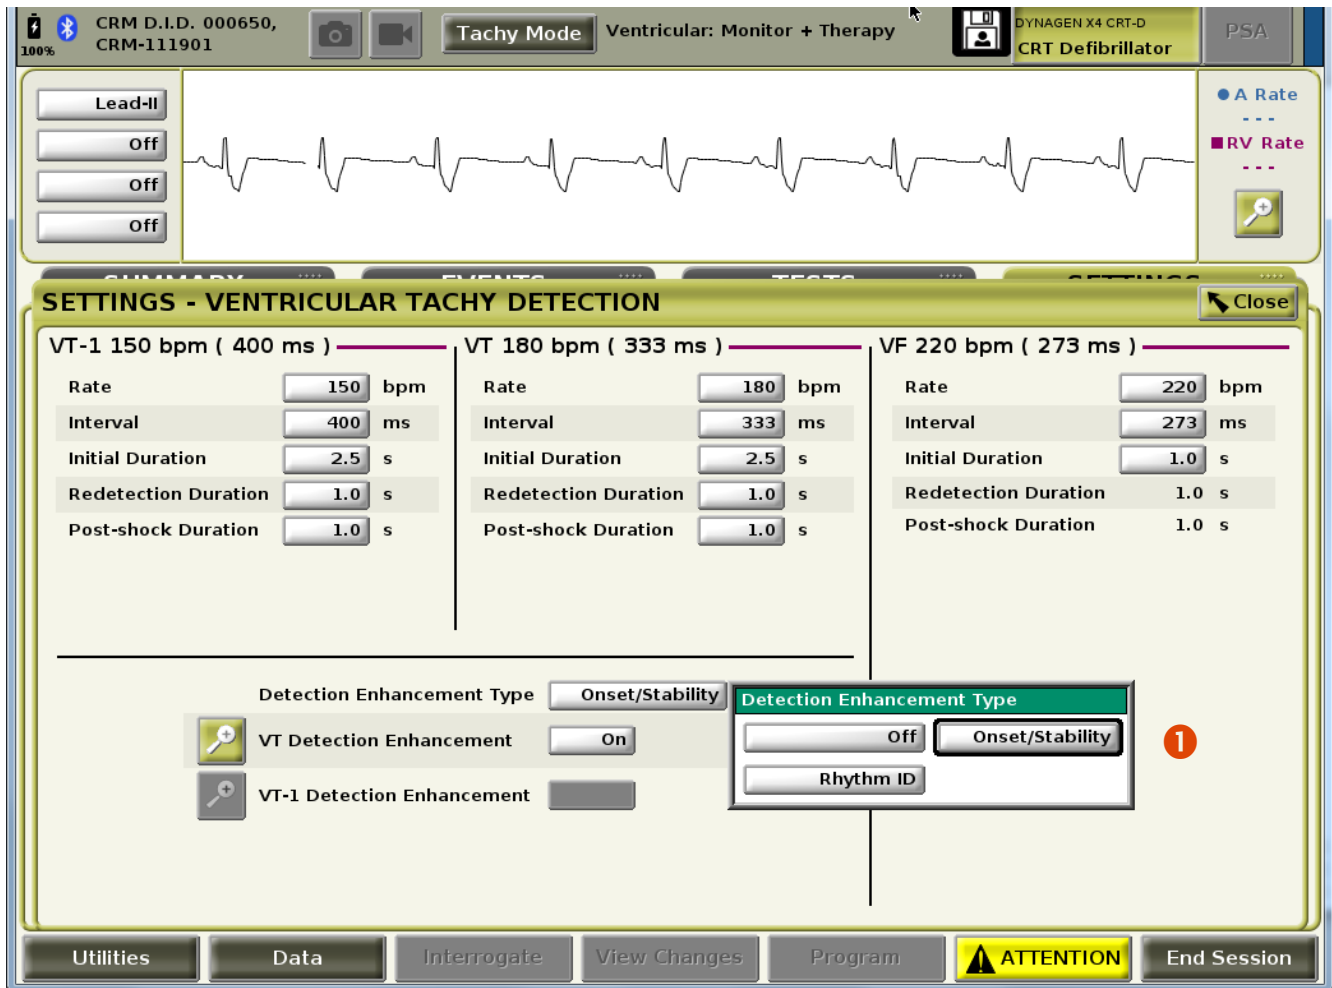 100%
CRM D.I.D. 000650,
CRM-111901
Tachy Mode
Ventricular: Monitor + Therapy
DYNAGEN X4 CRT-D
CRT Defibrillator
PSA
Lead-II
Off
Off
Off
A Rate
- - -
RV Rate
- - -
SUMMARY
EVENTS
TESTS
SETTINGS
SETTINGS - VENTRICULAR TACHY DETECTION
Close
VT-1 150 bpm ( 400 ms )
Rate 150 bpm
Interval 400 ms
Initial Duration 2.5 s
Redetection Duration 1.0 s
Post-shock Duration 1.0 s
VT 180 bpm ( 333 ms )
Rate 180 bpm
Interval 333 ms
Initial Duration 2.5 s
Redetection Duration 1.0 s
Post-shock Duration 1.0 s
VF 220 bpm ( 273 ms )
Rate 220 bpm
Interval 273 ms
Initial Duration 1.0 s
Redetection Duration 1.0 s
Post-shock Duration 1.0 s
Detection Enhancement Type Onset/Stability
VT Detection Enhancement On
VT-1 Detection Enhancement
Detection Enhancement Type
Off Onset/Stability
Rhythm ID
1
Utilities
Data
Interrogate
View Changes
Program
ATTENTION
End Session